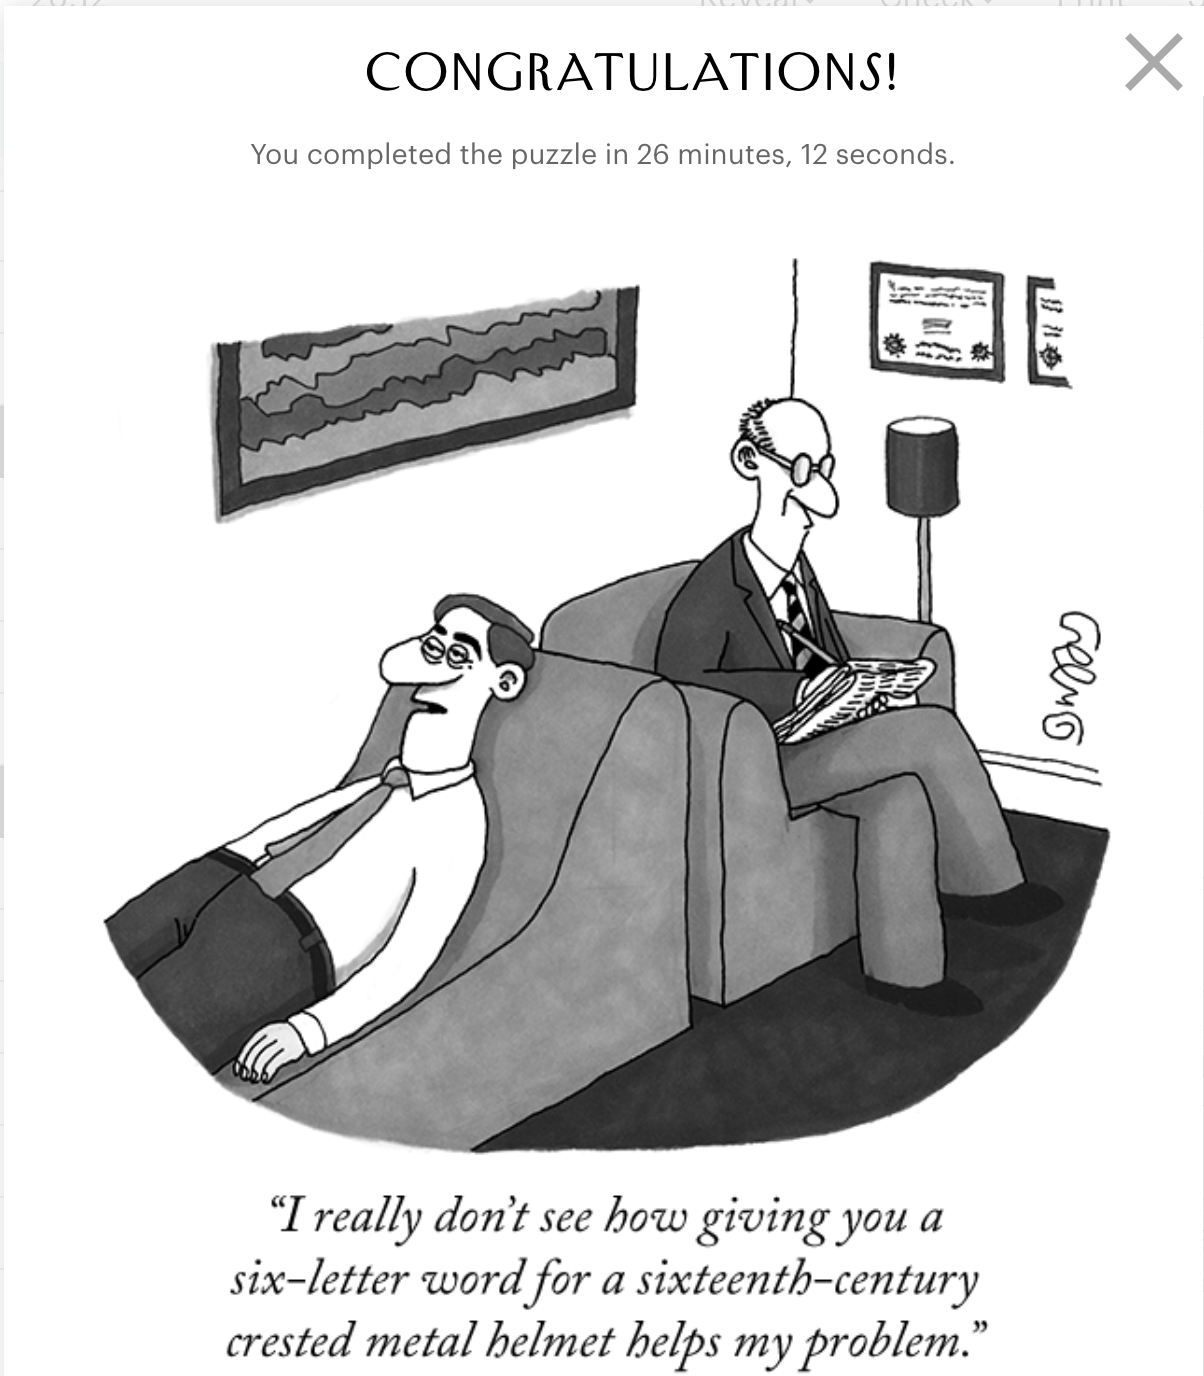 CONGRATULATIONS!
You completed the puzzle in 26 minutes, 12 seconds.
“I really don’t see how giving you a
six-letter word for a sixteenth-century
crested metal helmet helps my problem.”